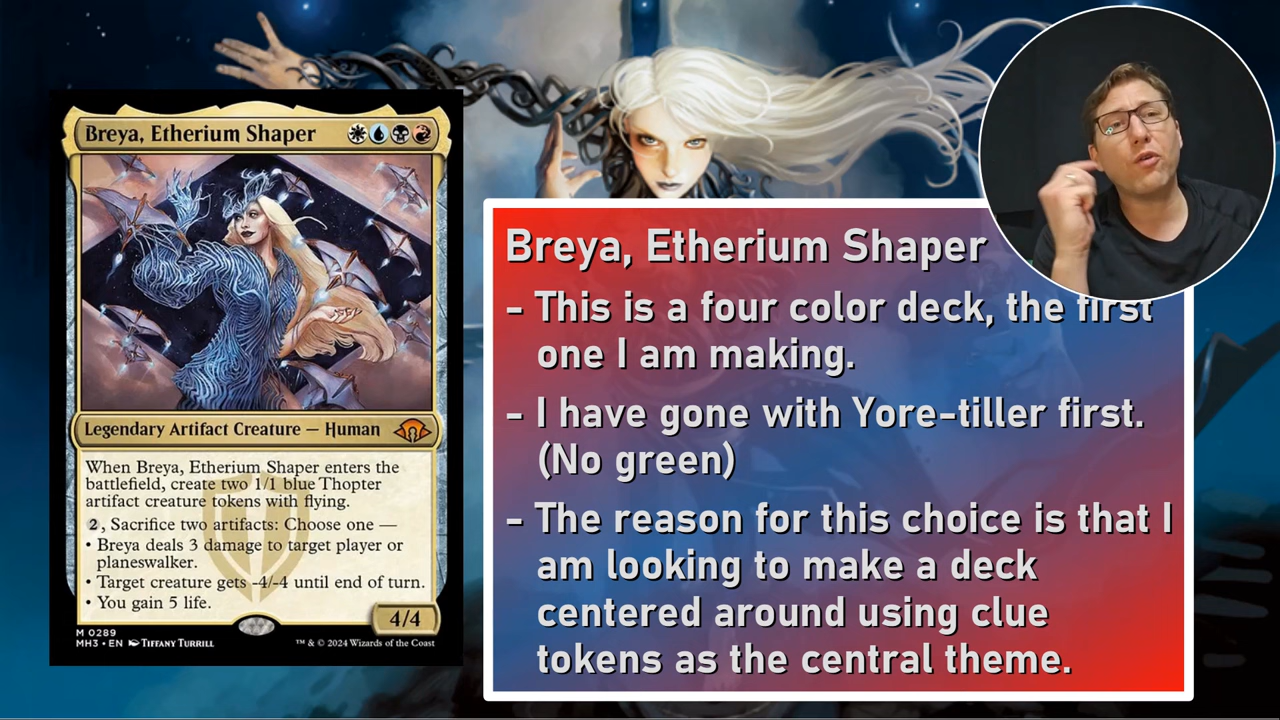 Breya, Etherium Shaper
Legendary Artifact Creature — Human
When Breya, Etherium Shaper enters the
battlefield, create two 1/1 blue Thopter
artifact creature tokens with flying.
2, Sacrifice two artifacts: Choose one —
• Breya deals 3 damage to target player or
planeswalker.
• Target creature gets -4/-4 until end of turn.
• You gain 5 life.
4/4
M 0289
MH3 • EN TIFFANY TURRILL
™ & © 2024 Wizards of the Coast
Breya, Etherium Shaper
- This is a four color deck, the first
one I am making.
- I have gone with Yore-tiller first.
(No green)
- The reason for this choice is that I
am looking to make a deck
centered around using clue
tokens as the central theme.